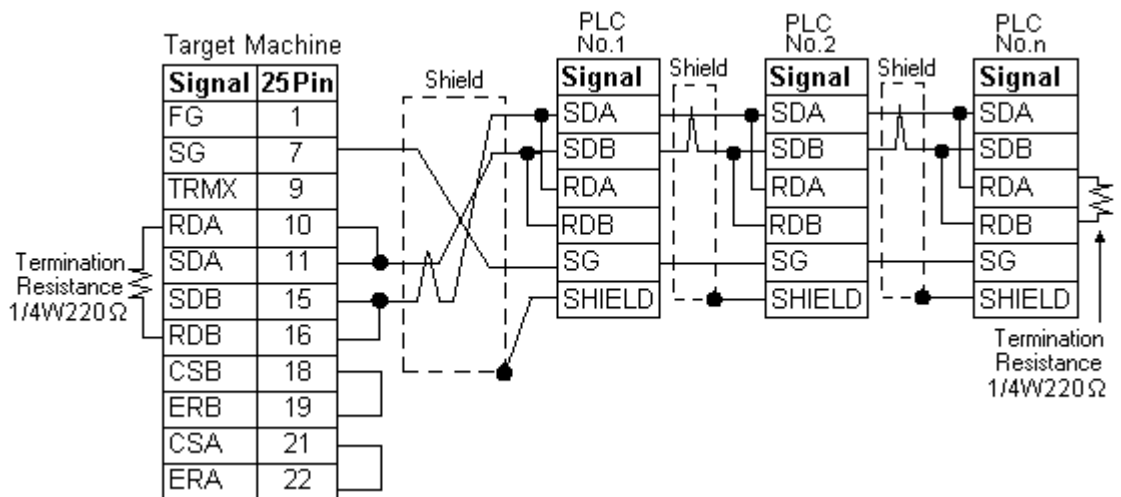 Target Machine
Signal 25Pin
FG 1
SG 7
TRMX 9
RDA 10
SDA 11
SDB 15
RDB 16
CSB 18
ERB 19
CSA 21
ERA 22
Termination
Resistance
1/4W220Ω
Shield
PLC
No.1
Signal
SDA
SDB
RDA
RDB
SG
SHIELD
Shield
PLC
No.2
Signal
SDA
SDB
RDA
RDB
SG
SHIELD
Shield
PLC
No.n
Signal
SDA
SDB
RDA
RDB
SG
SHIELD
Termination
Resistance
1/4W220Ω